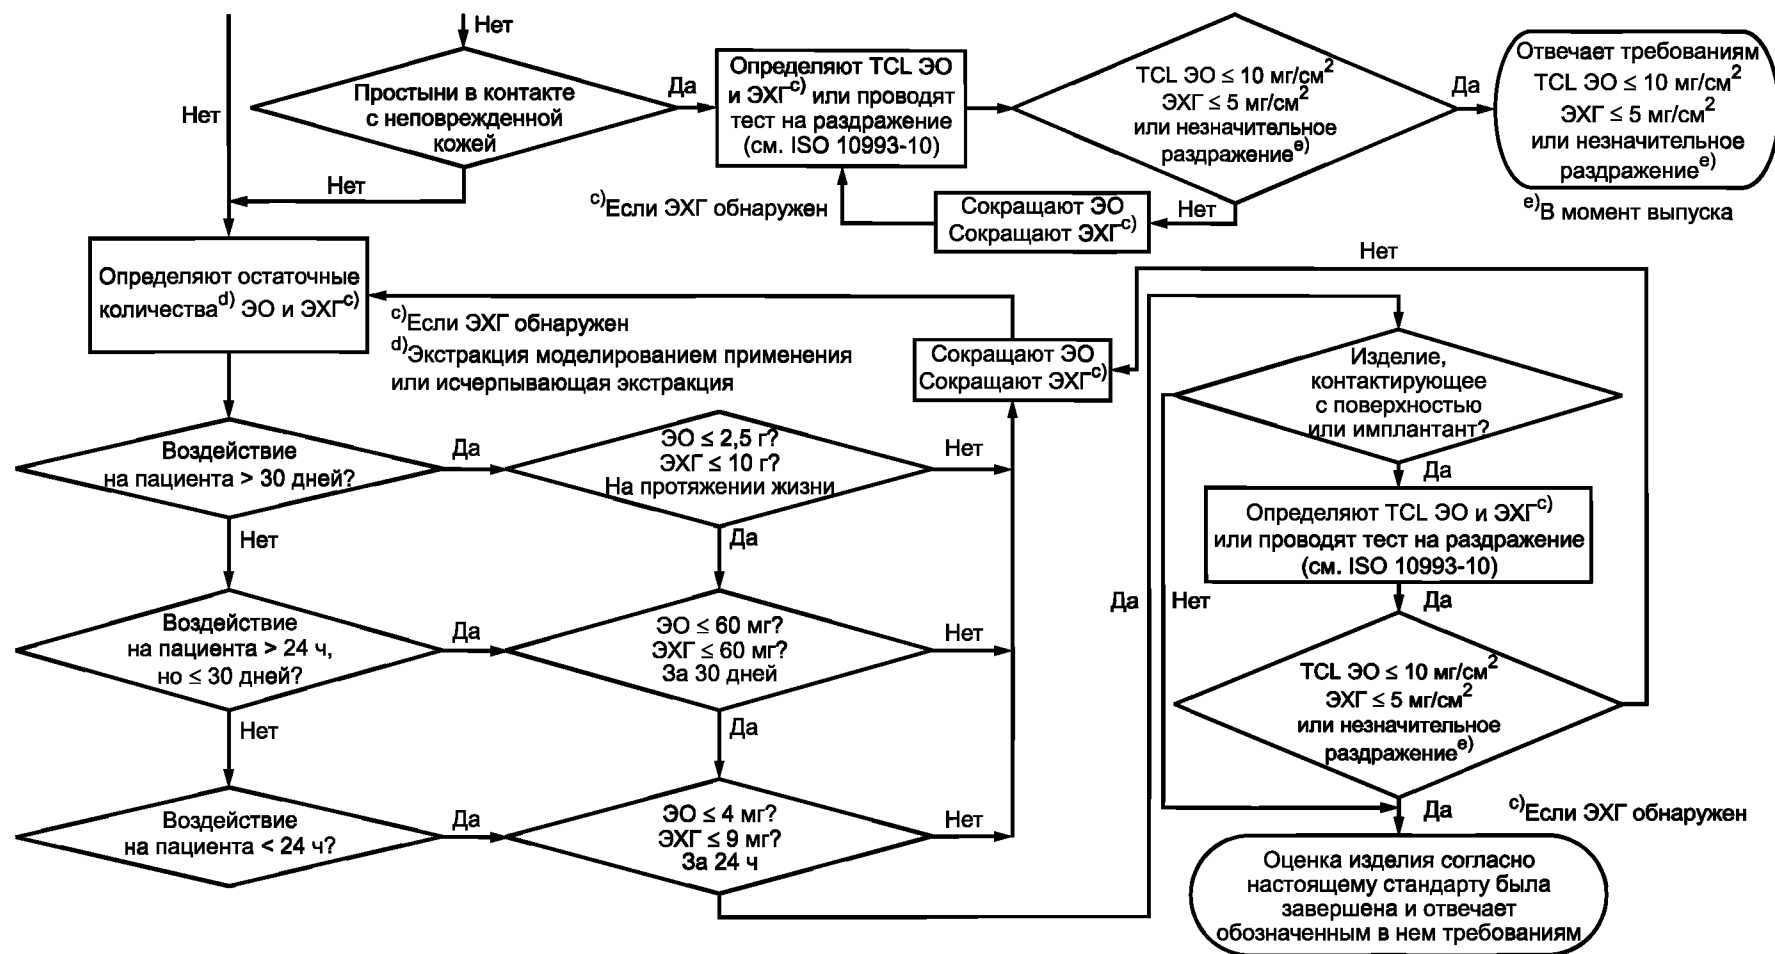 Нет
Нет
Простыни в контакте
с неповрежденной
кожей
Да
Определяют TCL ЭО
и ЭХГc) или проводят
тест на раздражение
(см. ISO 10993-10)
TCL ЭО ≤ 10 мг/см2
ЭХГ ≤ 5 мг/см2
или незначительное
раздражениеe)
Да
Отвечает требованиям
TCL ЭО ≤ 10 мг/см2
ЭХГ ≤ 5 мг/см2
или незначительное
раздражениеe)
Нет
c)Если ЭХГ обнаружен
Сокращают ЭО
Сокращают ЭХГc)
Нет
e)В момент выпуска
Определяют остаточные
количестваd) ЭО и ЭХГc)
c)Если ЭХГ обнаружен
d)Экстракция моделированием применения
или исчерпывающая экстракция
Сокращают ЭО
Сокращают ЭХГc)
Нет
Изделие,
контактирующее
с поверхностью
или имплантант?
Воздействие
на пациента > 30 дней?
Да
ЭО ≤ 2,5 г?
ЭХГ ≤ 10 г?
На протяжении жизни
Нет
Да
Определяют TCL ЭО и ЭХГc)
или проводят тест на раздражение
(см. ISO 10993-10)
Нет
Да
Да
Нет
Да
Воздействие
на пациента > 24 ч,
но ≤ 30 дней?
Да
ЭО ≤ 60 мг?
ЭХГ ≤ 60 мг?
За 30 дней
Нет
TCL ЭО ≤ 10 мг/см2
ЭХГ ≤ 5 мг/см2
или незначительное
раздражениеe)
Нет
Да
Воздействие
на пациента < 24 ч?
Да
ЭО ≤ 4 мг?
ЭХГ ≤ 9 мг?
За 24 ч
Нет
Да
c)Если ЭХГ обнаружен
Оценка изделия согласно
настоящему стандарту была
завершена и отвечает
обозначенным в нем требованиям